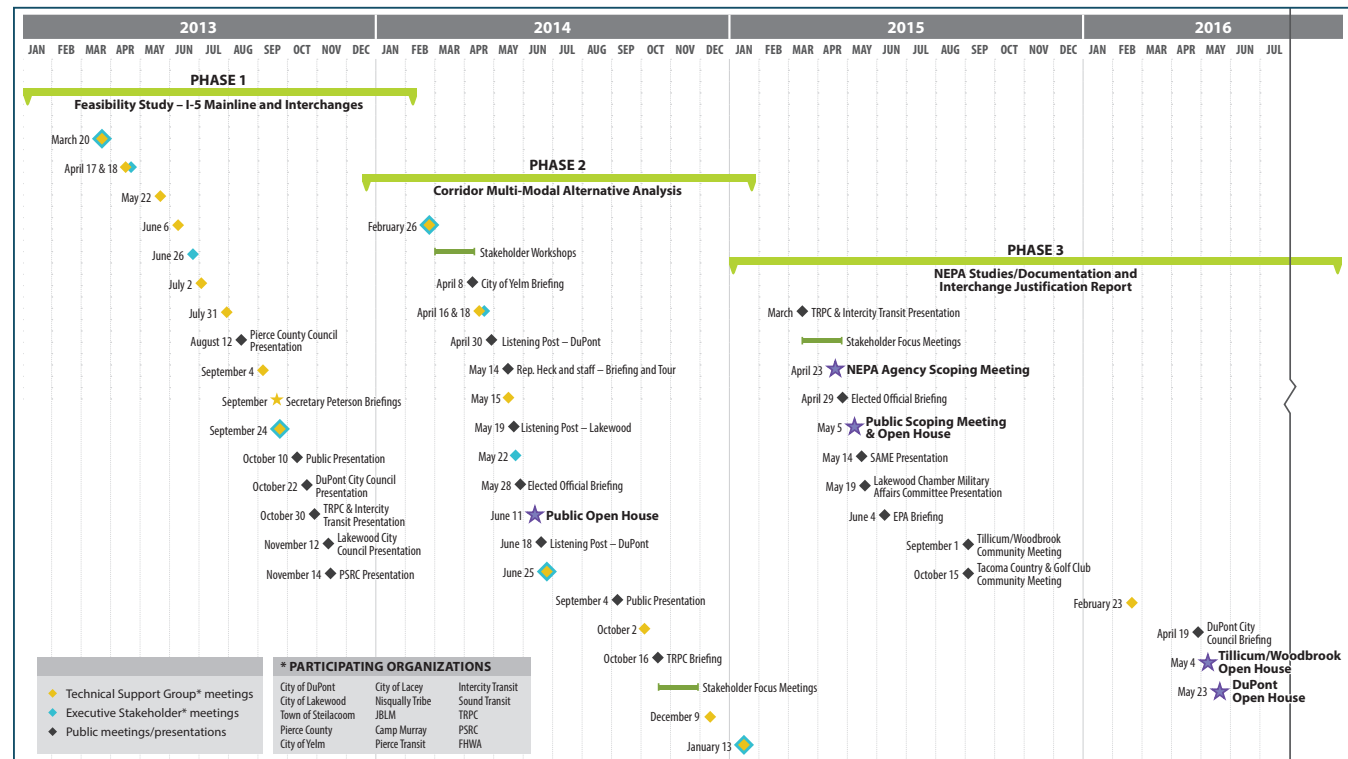 2013 2014 2015 2016
JAN FEB MAR APR MAY JUN JUL AUG SEP OCT NOV DEC JAN FEB MAR APR MAY JUN JUL AUG SEP OCT NOV DEC JAN FEB MAR APR MAY JUN JUL AUG SEP OCT NOV DEC JAN FEB MAR APR MAY JUN JUL
PHASE 1
Feasibility Study – I-5 Mainline and Interchanges
March 20
April 17 & 18
May 22
June 6
June 26
July 2
July 31
August 12 Pierce County Council
Presentation
September 4
September Secretary Peterson Briefings
September 24
October 10 Public Presentation
October 22 DuPont City Council
Presentation
October 30 TRPC & Intercity
Transit Presentation
November 12 Lakewood City
Council Presentation
November 14 PSRC Presentation
PHASE 2
Corridor Multi-Modal Alternative Analysis
February 26
Stakeholder Workshops
April 8 City of Yelm Briefing
April 16 & 18
April 30 Listening Post – DuPont
May 14 Rep. Heck and staff – Briefing and Tour
May 15
May 19 Listening Post – Lakewood
May 22
May 28 Elected Official Briefing
June 11 Public Open House
June 18 Listening Post – DuPont
June 25
September 4 Public Presentation
October 2
October 16 TRPC Briefing
Stakeholder Focus Meetings
December 9
January 13
PHASE 3
NEPA Studies/Documentation and
Interchange Justification Report
March TRPC & Intercity Transit Presentation
Stakeholder Focus Meetings
April 23 NEPA Agency Scoping Meeting
April 29 Elected Official Briefing
May 5 Public Scoping Meeting
& Open House
May 14 SAME Presentation
May 19 Lakewood Chamber Military
Affairs Committee Presentation
June 4 EPA Briefing
September 1 Tillicum/Woodbrook
Community Meeting
October 15 Tacoma Country & Golf Club
Community Meeting
February 23
April 19 DuPont City
Council Briefing
May 4 Tillicum/Woodbrook
Open House
May 23 DuPont
Open House
Technical Support Group* meetings
Executive Stakeholder* meetings
Public meetings/presentations
* PARTICIPATING ORGANIZATIONS
City of DuPont City of Lacey Intercity Transit
City of Lakewood Nisqually Tribe Sound Transit
Town of Steilacoom JBLM TRPC
Pierce County Camp Murray PSRC
City of Yelm Pierce Transit FHWA